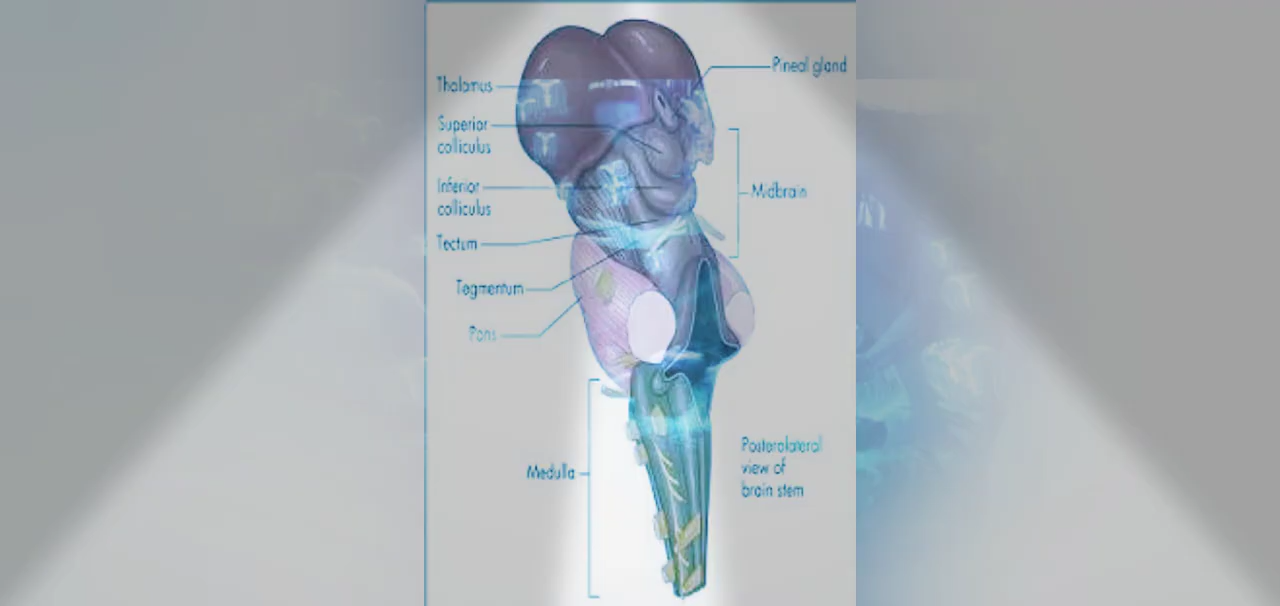 Pineal gland
Thalamus
Superior
colliculus
Midbrain
Inferior
colliculus
Tectum
Tegmentum
Pons
Medulla
Posterolateral
view of
brain stem